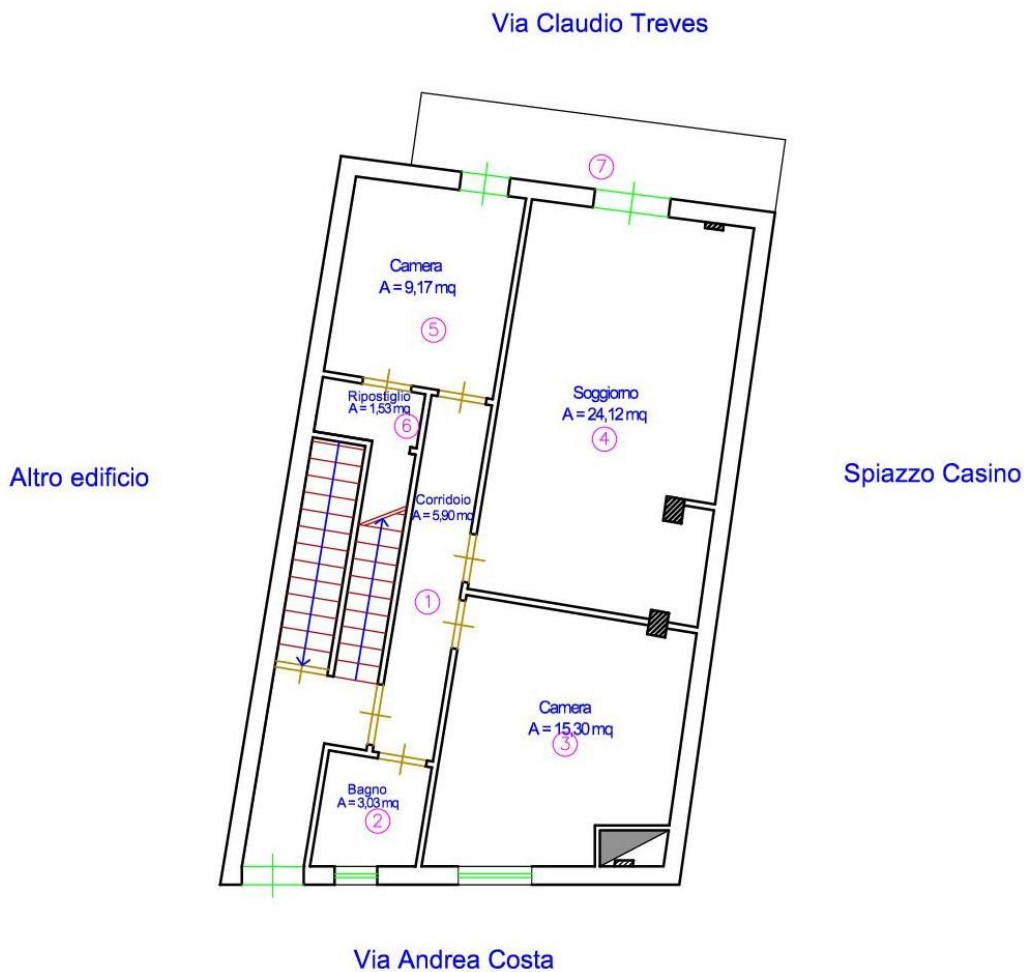 Via Claudio Treves
7
Camera
A = 9,17 mq
5
Ripostiglio
A = 1,53 mq
6
Soggiorno
A = 24,12 mq
4
Altro edificio
Spiazzo Casino
Corridoio
A = 5,90 mq
1
Camera
A = 15,30 mq
3
Bagno
A = 3,03 mq
2
Via Andrea Costa